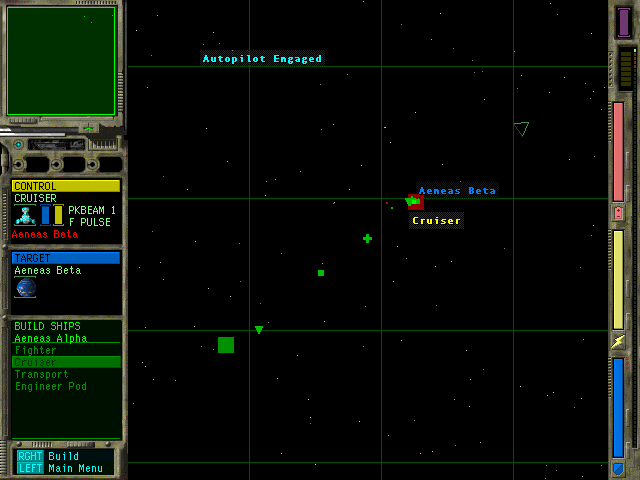 Autopilot Engaged
CONTROL
CRUISER
PKBEAM 1
F PULSE
Aeneas Beta
TARGET
Aeneas Beta
BUILD SHIPS
Aeneas Alpha
Fighter
Cruiser
Transport
Engineer Pod
RGHT Build
LEFT Main Menu
Aeneas Beta
Cruiser